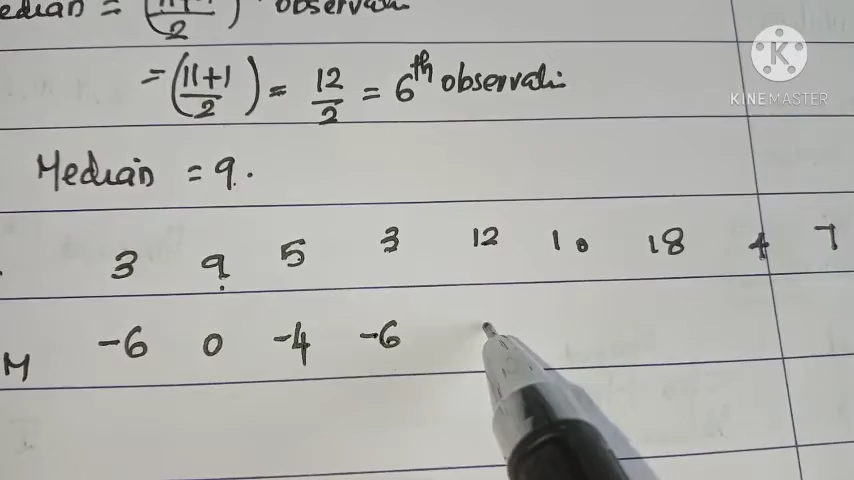 = (11+1/2) = 12/2 = 6th observati
Median = 9.
3 9 5 3 12 10 18 4 7
M -6 0 -4 -6
KINEMASTER